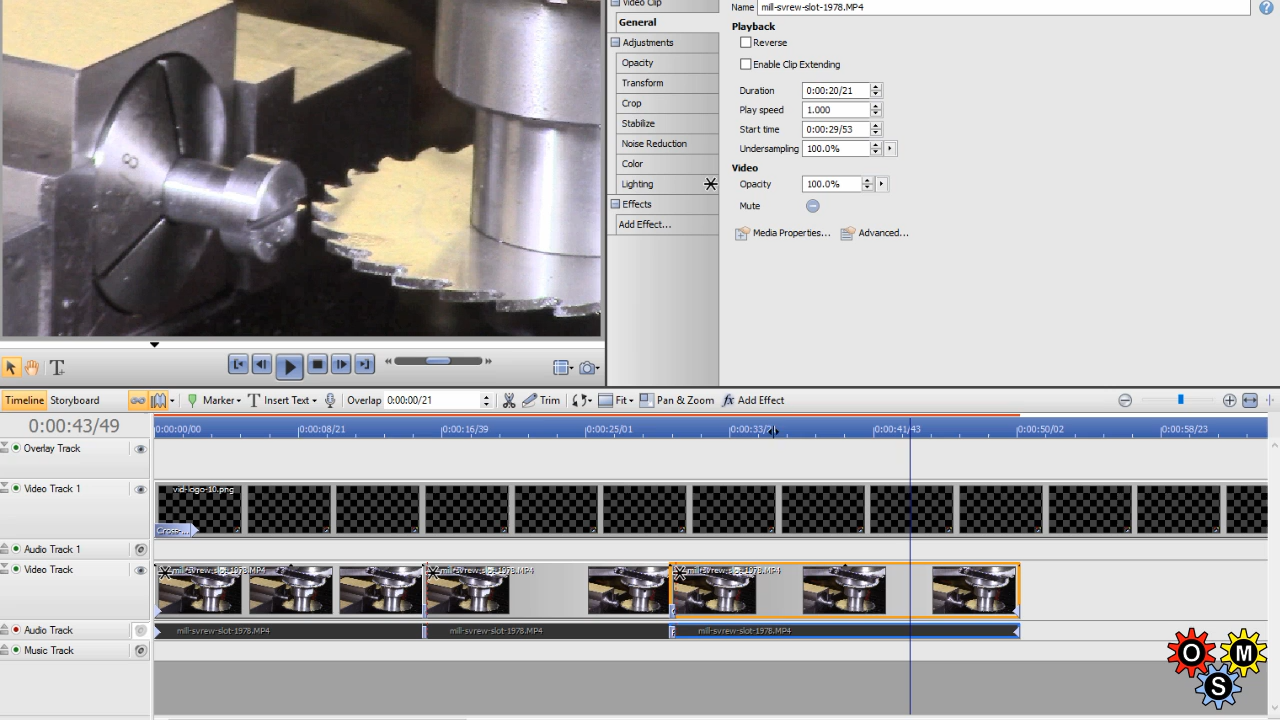 Video Clip
Name mill-svrew-slot-1978.MP4
General
Playback
Adjustments
Reverse
Opacity
Enable Clip Extending
Transform
Duration 0:00:20/21
Crop
Play speed 1.000
Stabilize
Start time 0:00:29/53
Noise Reduction
Undersampling 100.0%
Color
Video
Lighting
Opacity 100.0%
Effects
Mute
Add Effect...
Media Properties... Advanced...
Timeline Storyboard Marker Insert Text Overlap 0:00:00/21 Trim Fit Pan & Zoom fx Add Effect
0:00:43/49
0:00:00/00 0:00:08/21 0:00:16/39 0:00:25/01 0:00:33/ 0:00:41/43 0:00:50/02 0:00:58/23
Overlay Track
Video Track 1 vid-logo-10.png
Cross-...
Audio Track 1
Video Track mill-svrew-slot-1978.MP4 mill-svrew-slot-1978.MP4 mill-svrew-slot-1978.MP4
Audio Track mill-svrew-slot-1978.MP4 mill-svrew-slot-1978.MP4 mill-svrew-slot-1978.MP4
Music Track
O M
S